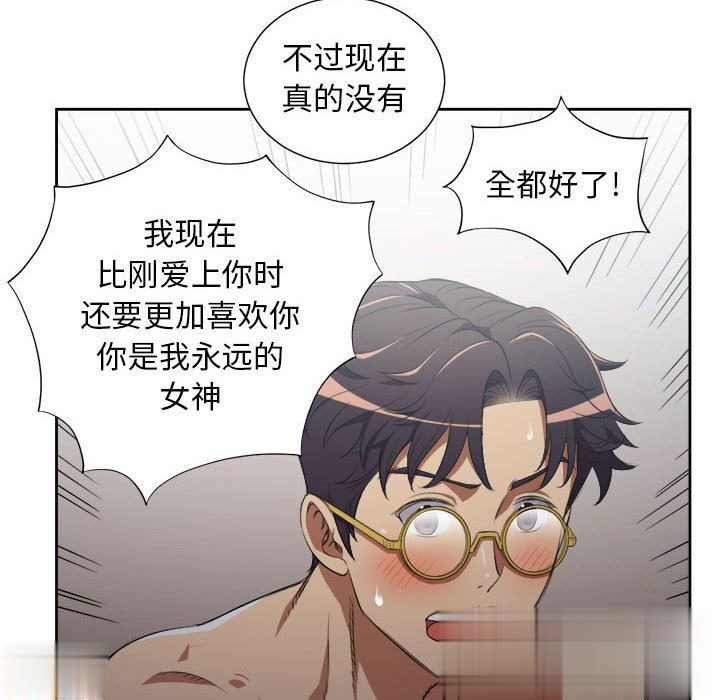 不过现在
真的没有
全都好了!
我现在
比刚爱上你时
还要更加喜欢你
你是我永远的
女神